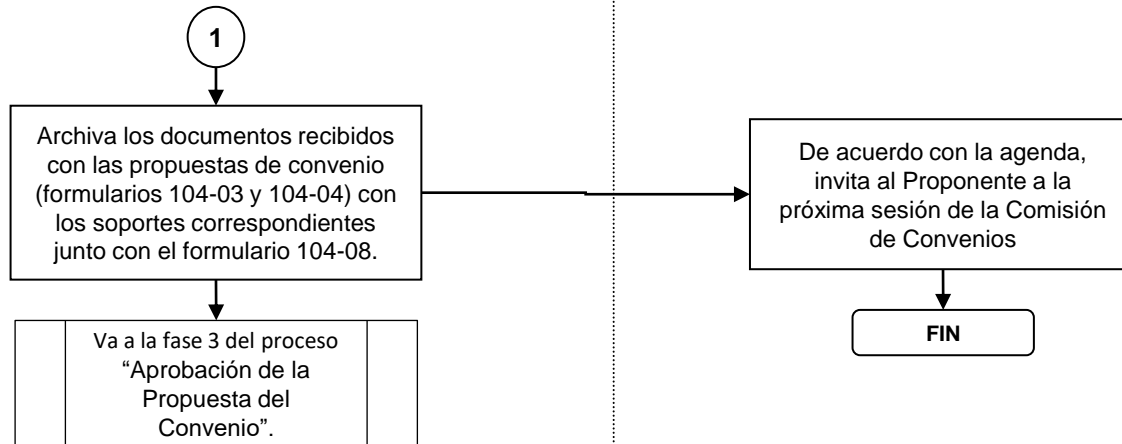 1
Archiva los documentos recibidos
con las propuestas de convenio
(formularios 104-03 y 104-04) con
los soportes correspondientes
junto con el formulario 104-08.
De acuerdo con la agenda,
invita al Proponente a la
próxima sesión de la Comisión
de Convenios
Va a la fase 3 del proceso
“Aprobación de la
Propuesta del
Convenio”.
FIN